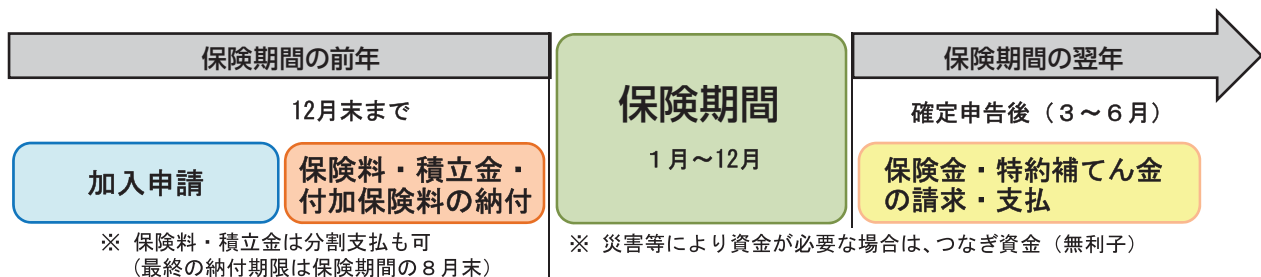 保険期間の前年
保険期間
1月～12月
保険期間の翌年
12月末まで
確定申告後（３～６月）
加入申請
保険料・積立金・
付加保険料の納付
保険金・特約補てん金
の請求・支払
※ 保険料・積立金は分割支払も可
（最終の納付期限は保険期間の８月末）
※ 災害等により資金が必要な場合は、つなぎ資金（無利子）